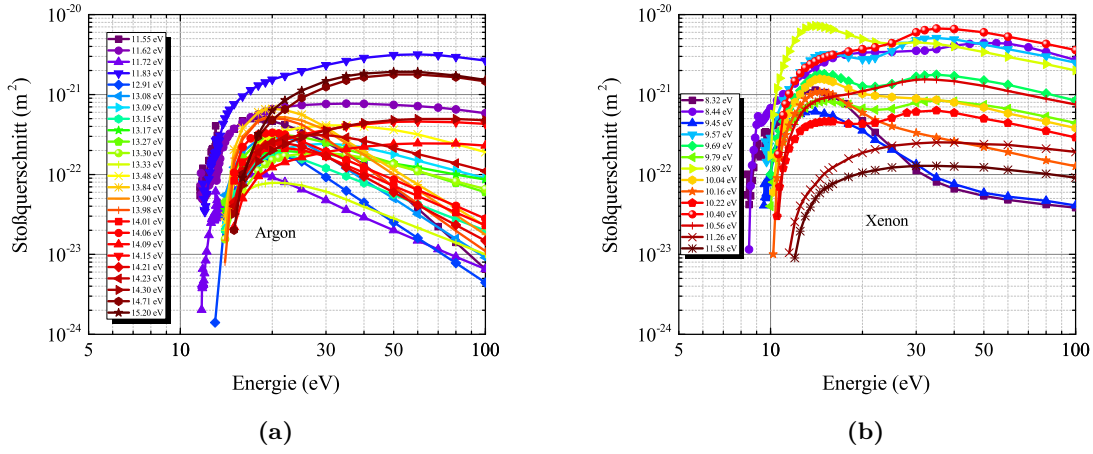 Stoßquerschnitt (m²)
10⁻²⁰
10⁻²¹
10⁻²²
10⁻²³
10⁻²⁴
11.55 eV
11.62 eV
11.72 eV
11.83 eV
12.91 eV
13.08 eV
13.09 eV
13.15 eV
13.17 eV
13.27 eV
13.30 eV
13.33 eV
13.48 eV
13.84 eV
13.90 eV
13.98 eV
14.01 eV
14.06 eV
14.09 eV
14.15 eV
14.21 eV
14.23 eV
14.30 eV
14.71 eV
15.20 eV
Argon
5 10 30 50 100
Energie (eV)
(a)
Stoßquerschnitt (m²)
10⁻²⁰
10⁻²¹
10⁻²²
10⁻²³
10⁻²⁴
8.32 eV
8.44 eV
9.45 eV
9.57 eV
9.69 eV
9.79 eV
9.89 eV
10.04 eV
10.16 eV
10.22 eV
10.40 eV
10.56 eV
11.26 eV
11.58 eV
Xenon
5 10 30 50 100
Energie (eV)
(b)